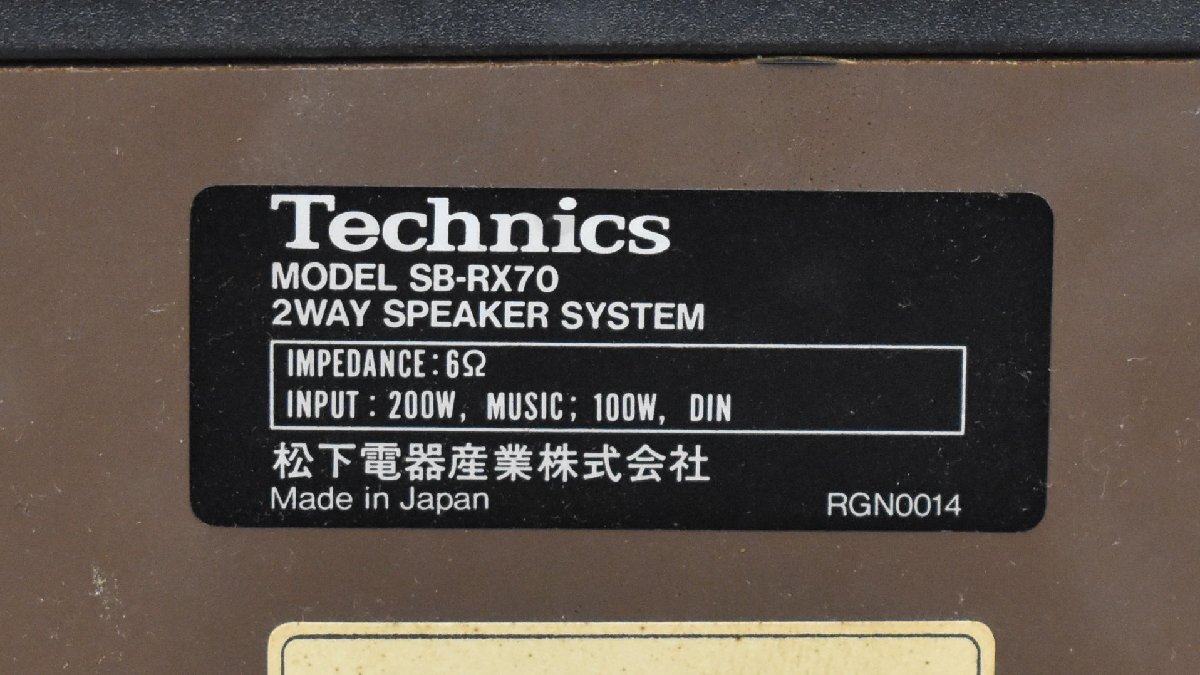 Technics
MODEL SB-RX70
2WAY SPEAKER SYSTEM
IMPEDANCE: 6Ω
INPUT : 200W, MUSIC; 100W, DIN
松下電器産業株式会社
Made in Japan
RGN0014